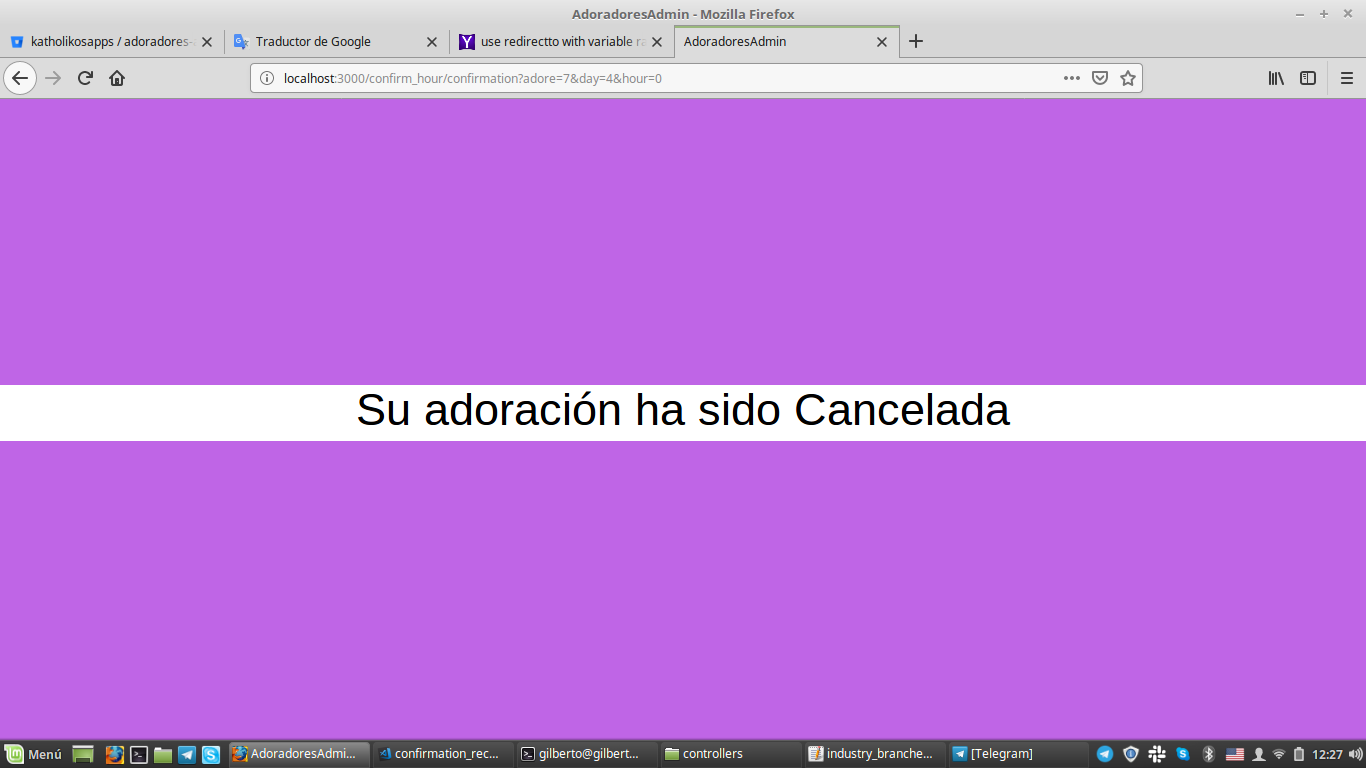 AdoradoresAdmin - Mozilla Firefox
katholikosapps / adoradores-
Traductor de Google
use redirectto with variable ra
AdoradoresAdmin
localhost:3000/confirm_hour/confirmation?adore=7&day=4&hour=0
Su adoración ha sido Cancelada
Menú
AdoradoresAdmi...
confirmation_rec...
gilberto@gilbert...
controllers
industry_branche...
[Telegram]
12:27